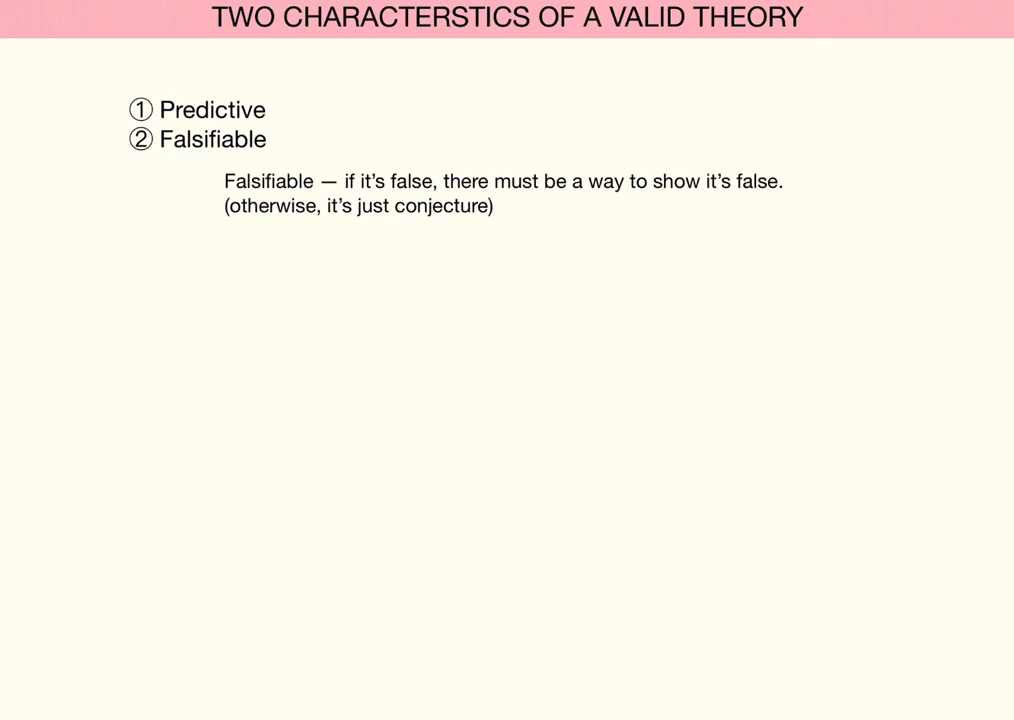 TWO CHARACTERSTICS OF A VALID THEORY
① Predictive
② Falsifiable
Falsifiable — if it’s false, there must be a way to show it’s false.
(otherwise, it’s just conjecture)